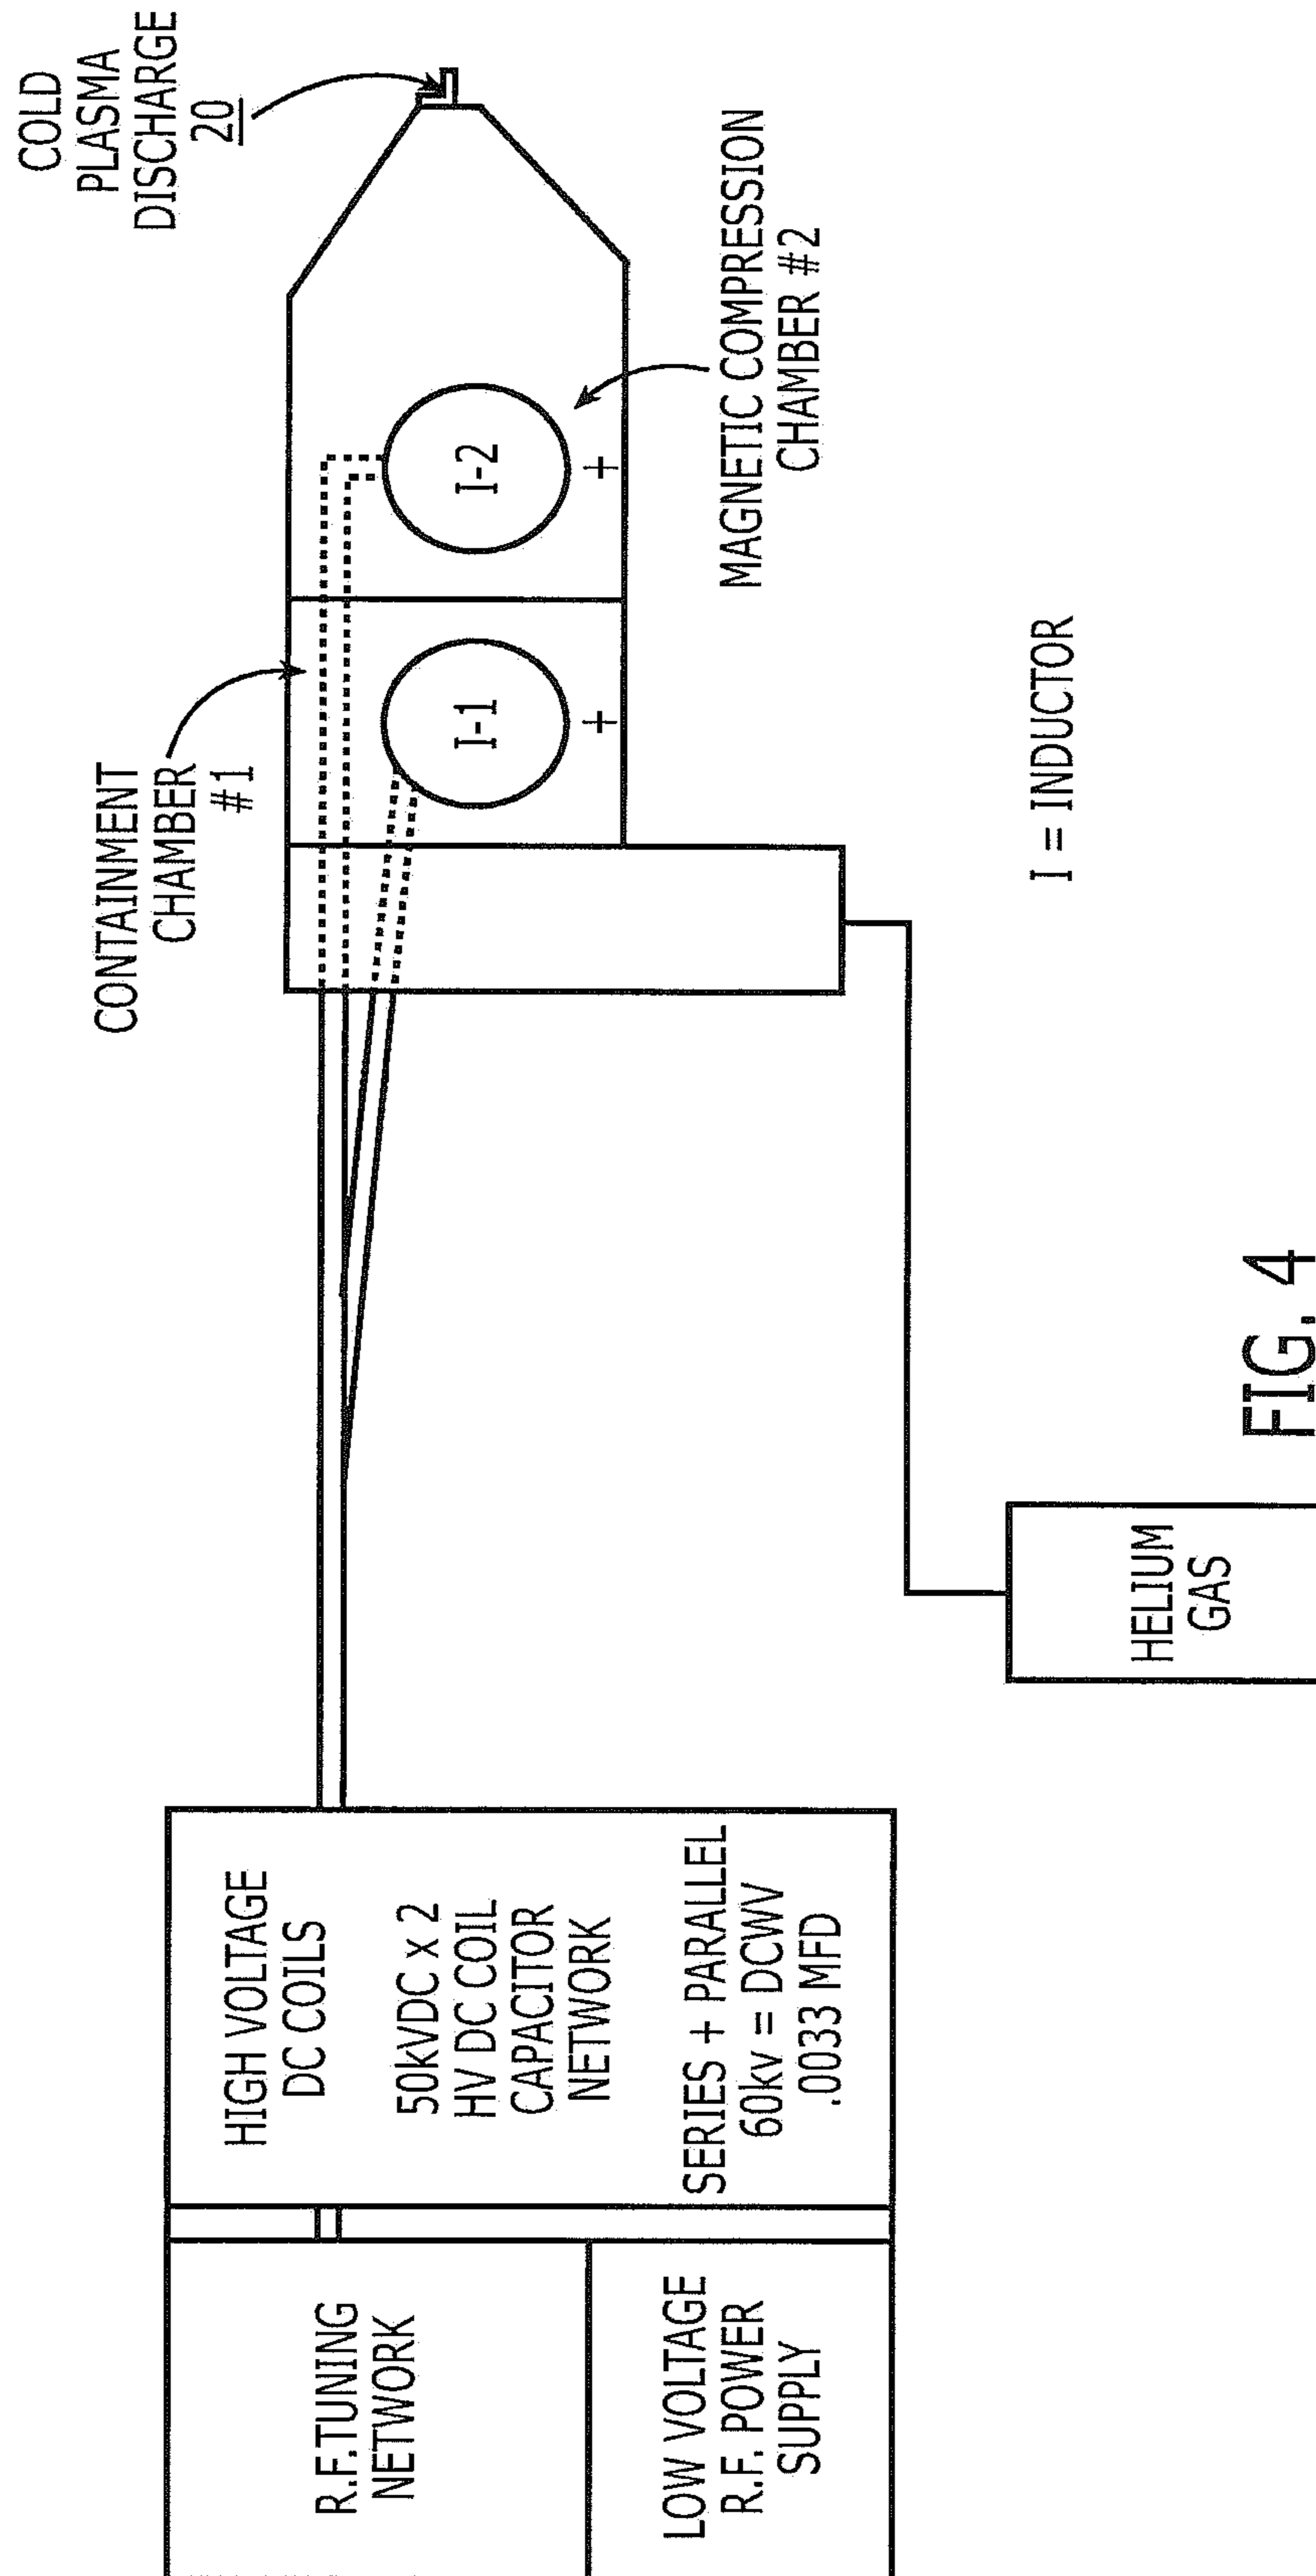 R.F.TUNING
NETWORK
LOW VOLTAGE
R.F. POWER
SUPPLY
HIGH VOLTAGE
DC COILS
50kVDC x 2
HV DC COIL
CAPACITOR
NETWORK
SERIES + PARALLEL
60kv = DCWV
.0033 MFD
HELIUM
GAS
CONTAINMENT
CHAMBER
#1
I-1
+
I-2
+
COLD
PLASMA
DISCHARGE
20
MAGNETIC COMPRESSION
CHAMBER #2
I = INDUCTOR
FIG. 4